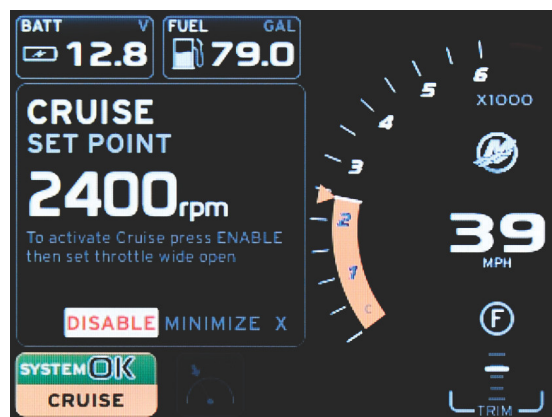 BATT V
12.8
FUEL GAL
79.0
CRUISE
SET POINT
2400rpm
To activate Cruise press ENABLE
then set throttle wide open
DISABLE MINIMIZE X
SYSTEM OK
CRUISE
6
5
4
3
2
1
C
X1000
M
39
MPH
F
TRIM